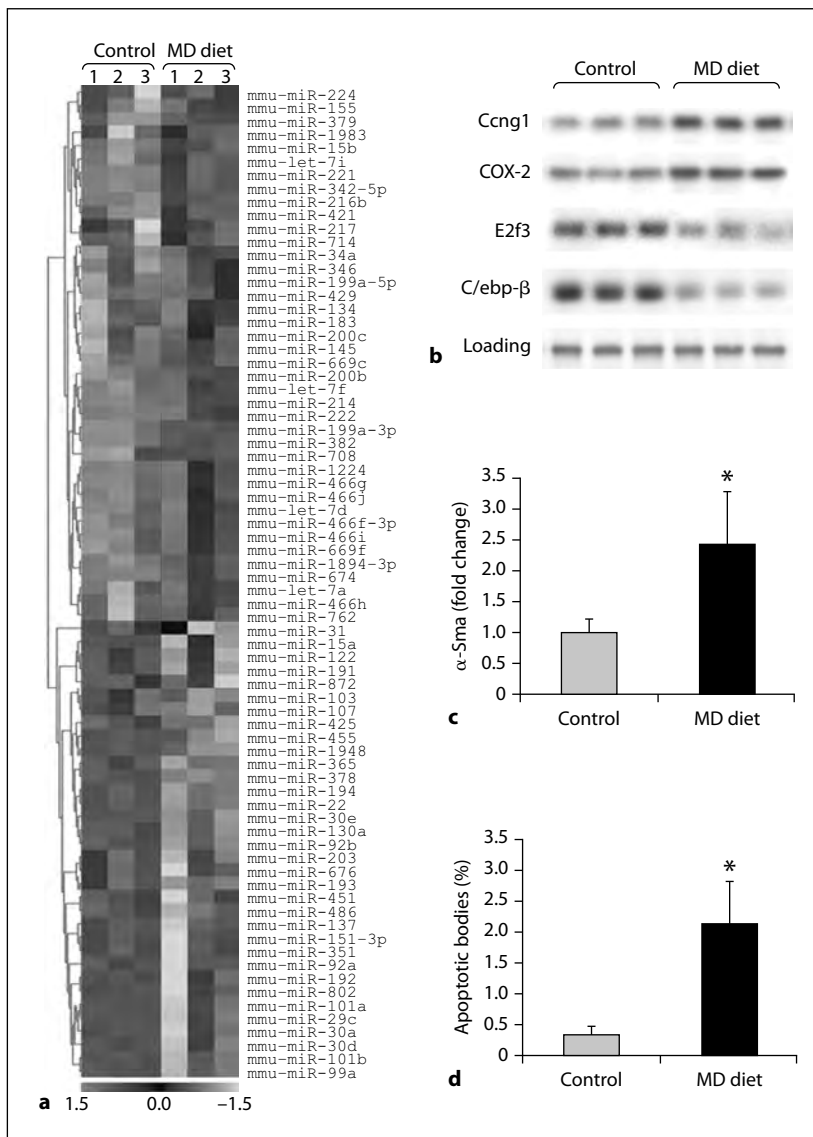 Control MD diet
1 2 3 1 2 3
mmu-miR-224
mmu-miR-155
mmu-miR-379
mmu-miR-1983
mmu-miR-15b
mmu-let-7i
mmu-miR-221
mmu-miR-342-5p
mmu-miR-216b
mmu-miR-421
mmu-miR-217
mmu-miR-714
mmu-miR-34a
mmu-miR-346
mmu-miR-199a-5p
mmu-miR-429
mmu-miR-134
mmu-miR-183
mmu-miR-200c
mmu-miR-145
mmu-miR-669c
mmu-miR-200b
mmu-let-7f
mmu-miR-214
mmu-miR-222
mmu-miR-199a-3p
mmu-miR-382
mmu-miR-708
mmu-miR-1224
mmu-miR-466g
mmu-miR-466j
mmu-let-7d
mmu-miR-466f-3p
mmu-miR-466i
mmu-miR-669f
mmu-miR-1894-3p
mmu-miR-674
mmu-let-7a
mmu-miR-466h
mmu-miR-762
mmu-miR-31
mmu-miR-15a
mmu-miR-122
mmu-miR-191
mmu-miR-872
mmu-miR-103
mmu-miR-107
mmu-miR-425
mmu-miR-455
mmu-miR-1948
mmu-miR-365
mmu-miR-378
mmu-miR-194
mmu-miR-22
mmu-miR-30e
mmu-miR-130a
mmu-miR-92b
mmu-miR-203
mmu-miR-676
mmu-miR-193
mmu-miR-451
mmu-miR-486
mmu-miR-137
mmu-miR-151-3p
mmu-miR-351
mmu-miR-92a
mmu-miR-192
mmu-miR-802
mmu-miR-101a
mmu-miR-29c
mmu-miR-30a
mmu-miR-30d
mmu-miR-101b
mmu-miR-99a
a 1.5 0.0 –1.5
Control MD diet
Ccng1
COX-2
E2f3
C/ebp-β
b Loading
α-Sma (fold change)
3.5
3.0
2.5
2.0
1.5
1.0
0.5
0
*
c Control MD diet
Apoptotic bodies (%)
3.5
3.0
2.5
2.0
1.5
1.0
0.5
0
*
d Control MD diet